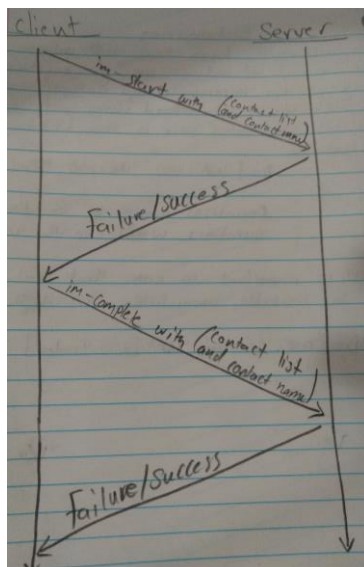 Client
Server
im-start with (contact list
and contact name)
Failure/success
im-complete with (contact list
and contact name)
Failure/success